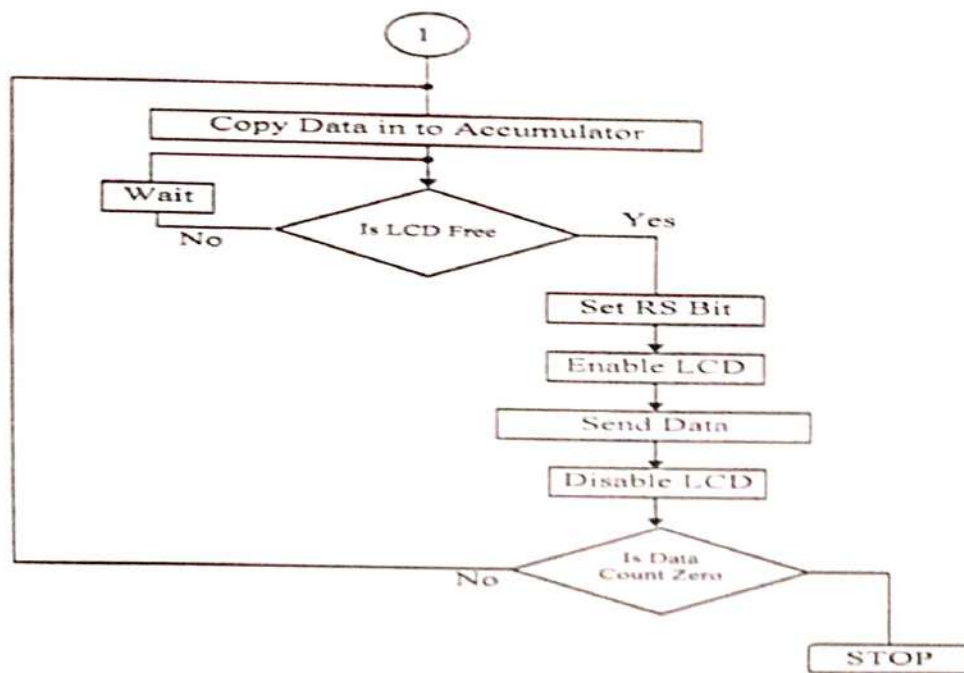 1
Copy Data in to Accumulator
Wait
Is LCD Free
Yes
No
Set RS Bit
Enable LCD
Send Data
Disable LCD
Is Data
Count Zero
No
STOP